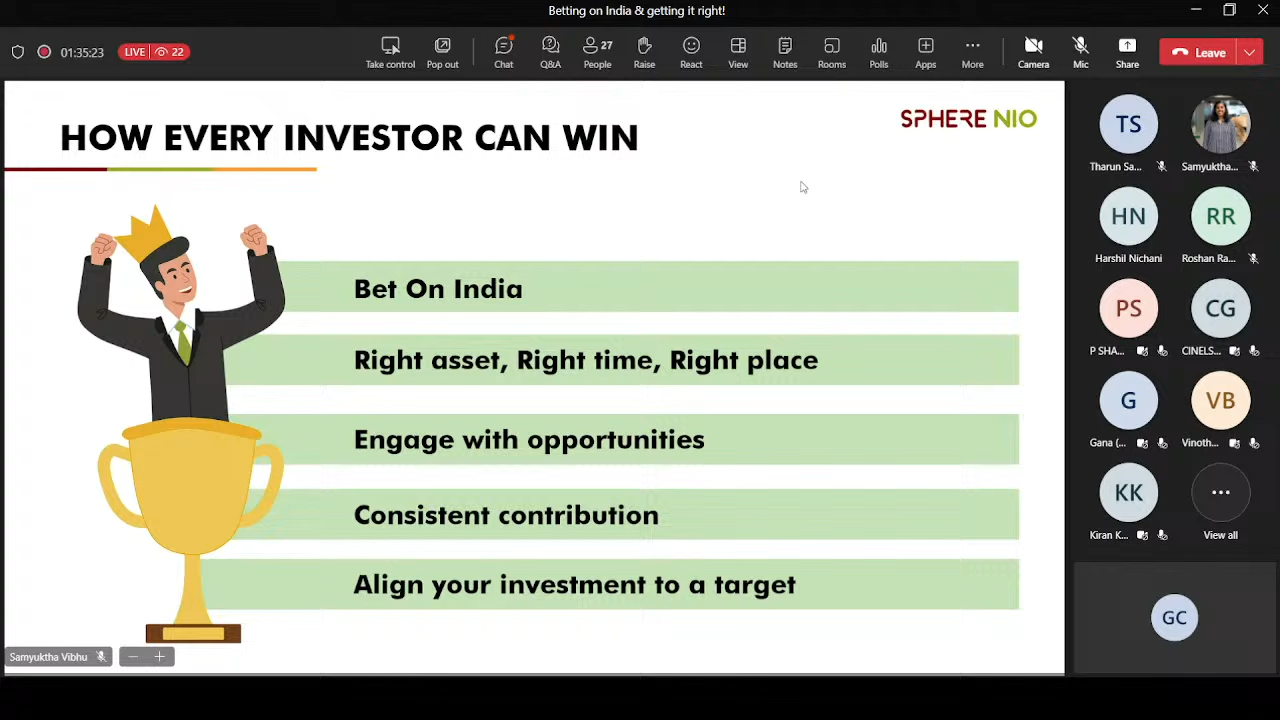 Betting on India & getting it right!
01:35:23
LIVE 22
Take control
Pop out
Chat
Q&A
27
People
Raise
React
View
Notes
Rooms
Polls
Apps
More
Camera
Mic
Share
Leave
HOW EVERY INVESTOR CAN WIN
SPHERE NIO
Bet On India
Right asset, Right time, Right place
Engage with opportunities
Consistent contribution
Align your investment to a target
Samyuktha Vibhu
TS
Tharun Sa...
Samyuktha...
HN
Harshil Nichani
RR
Roshan Ra...
PS
P SHA...
CG
CINELS...
G
Gana (...
VB
Vinoth...
KK
Kiran K...
View all
GC